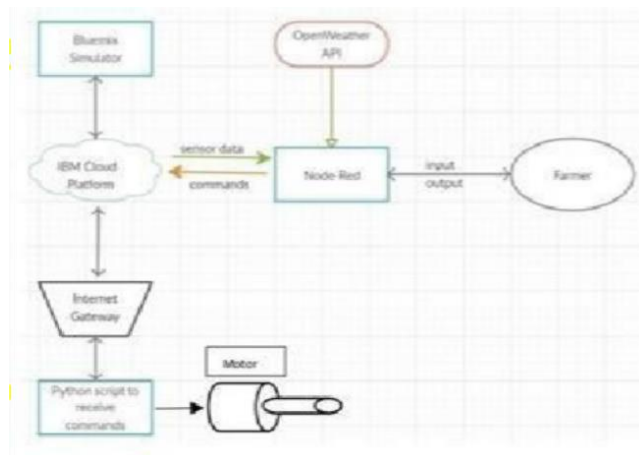 Bluemix
Simulator
OpenWeather
API
IBM Cloud
Platform
sensor data
commands
Node-Red
input
output
Farmer
Internet
Gateway
Motor
Python script to
receive
commands